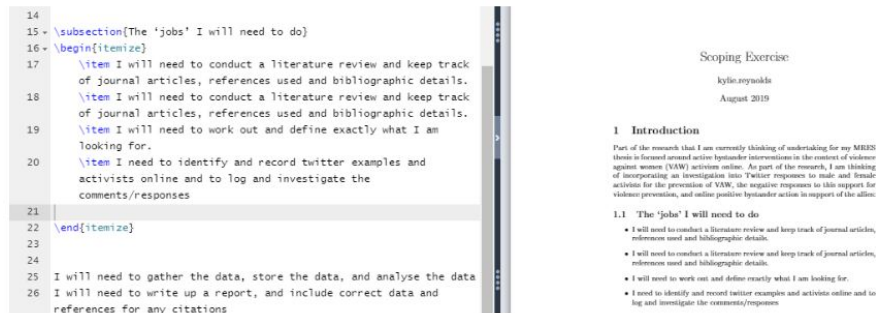 14
15 \subsection{The ‘jobs’ I will need to do}
16 \begin{itemize}
17 \item I will need to conduct a literature review and keep track
of journal articles, references used and bibliographic details.
18 \item I will need to conduct a literature review and keep track
of journal articles, references used and bibliographic details.
19 \item I will need to work out and define exactly what I am
looking for.
20 \item I need to identify and record twitter examples and
activists online and to log and investigate the
comments/responses
21
22 \end{itemize}
23
24
25 I will need to gather the data, store the data, and analyse the data
26 I will need to write up a report, and include correct data and
references for any citations
Scoping Exercise
kylie.reynolds
August 2019
1 Introduction
Part of the research that I am currently thinking of undertaking for my MRES
thesis is focused around active bystander interventions in the context of violence
against women (VAW) activism online. As part of the research, I am thinking
of incorporating an investigation into Twitter responses to male and female
activists for the prevention of VAW, the negative responses to this support for
violence prevention, and online positive bystander action in support of the allies:
1.1 The ‘jobs’ I will need to do
• I will need to conduct a literature review and keep track of journal articles,
references used and bibliographic details.
• I will need to conduct a literature review and keep track of journal articles,
references used and bibliographic details.
• I will need to work out and define exactly what I am looking for.
• I need to identify and record twitter examples and activists online and to
log and investigate the comments/responses